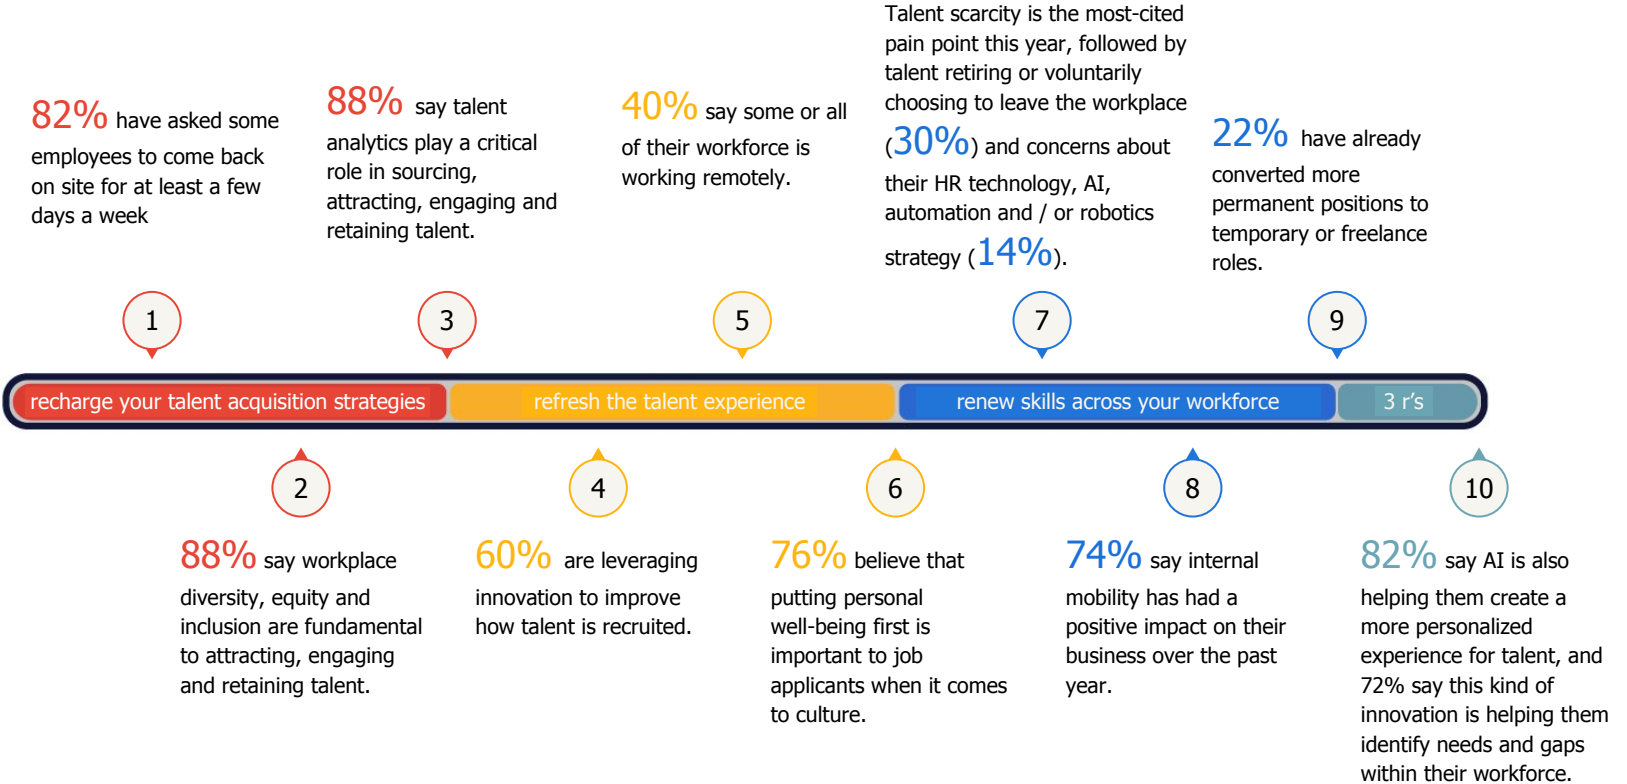 82% have asked some
employees to come back
on site for at least a few
days a week
88% say talent
analytics play a critical
role in sourcing,
attracting, engaging and
retaining talent.
40% say some or all
of their workforce is
working remotely.
Talent scarcity is the most-cited
pain point this year, followed by
talent retiring or voluntarily
choosing to leave the workplace
(30%) and concerns about
their HR technology, AI,
automation and / or robotics
strategy (14%).
22% have already
converted more
permanent positions to
temporary or freelance
roles.
1
3
5
7
9
recharge your talent acquisition strategies
refresh the talent experience
renew skills across your workforce
3 r's
2
4
6
8
10
88% say workplace
diversity, equity and
inclusion are fundamental
to attracting, engaging
and retaining talent.
60% are leveraging
innovation to improve
how talent is recruited.
76% believe that
putting personal
well-being first is
important to job
applicants when it comes
to culture.
74% say internal
mobility has had a
positive impact on their
business over the past
year.
82% say AI is also
helping them create a
more personalized
experience for talent, and
72% say this kind of
innovation is helping them
identify needs and gaps
within their workforce.